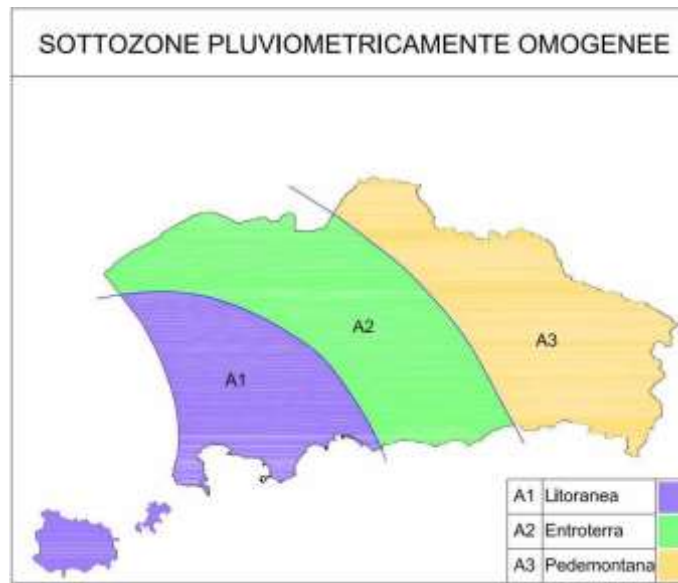 SOTTOZONE PLUVIOMETRICAMENTE OMOGENEE
A2
A3
A1
A1 Litoranea
A2 Entroterra
A3 Pedemontana